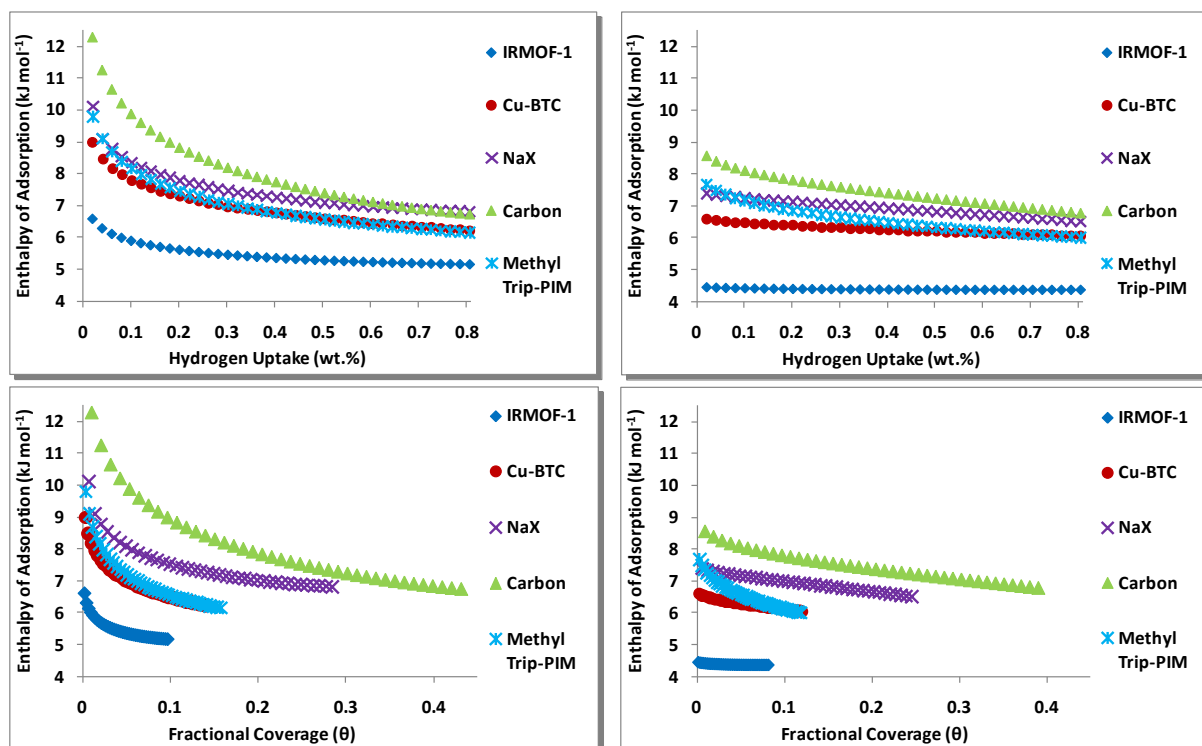 Enthalpy of Adsorption (kJ mol⁻¹)
12
11
10
9
8
7
6
5
4
0 0.1 0.2 0.3 0.4 0.5 0.6 0.7 0.8
Hydrogen Uptake (wt.%)
IRMOF-1
Cu-BTC
NaX
Carbon
Methyl
Trip-PIM
Enthalpy of Adsorption (kJ mol⁻¹)
12
11
10
9
8
7
6
5
4
0 0.1 0.2 0.3 0.4 0.5 0.6 0.7 0.8
Hydrogen Uptake (wt.%)
IRMOF-1
Cu-BTC
NaX
Carbon
Methyl
Trip-PIM
Enthalpy of Adsorption (kJ mol⁻¹)
12
11
10
9
8
7
6
5
4
0 0.1 0.2 0.3 0.4
Fractional Coverage (θ)
IRMOF-1
Cu-BTC
NaX
Carbon
Methyl
Trip-PIM
Enthalpy of Adsorption (kJ mol⁻¹)
12
11
10
9
8
7
6
5
4
0 0.1 0.2 0.3 0.4
Fractional Coverage (θ)
IRMOF-1
Cu-BTC
NaX
Carbon
Methyl
Trip-PIM